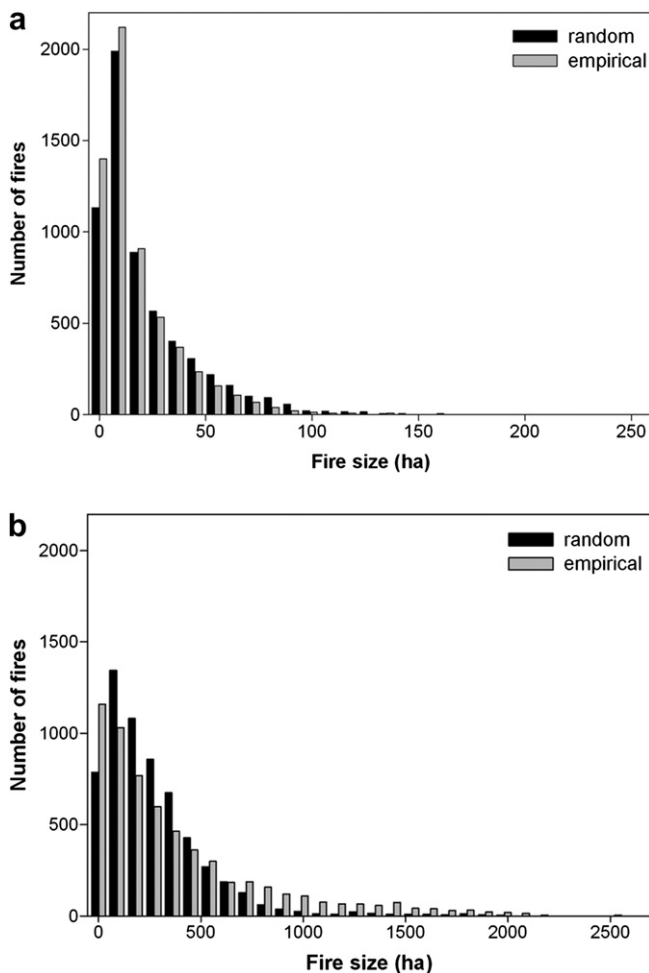 a
random
empirical
2000
1500
1000
500
0
Number of fires
0 50 100 150 200 250
Fire size (ha)
b
random
empirical
2000
1500
1000
500
0
Number of fires
0 500 1000 1500 2000 2500
Fire size (ha)